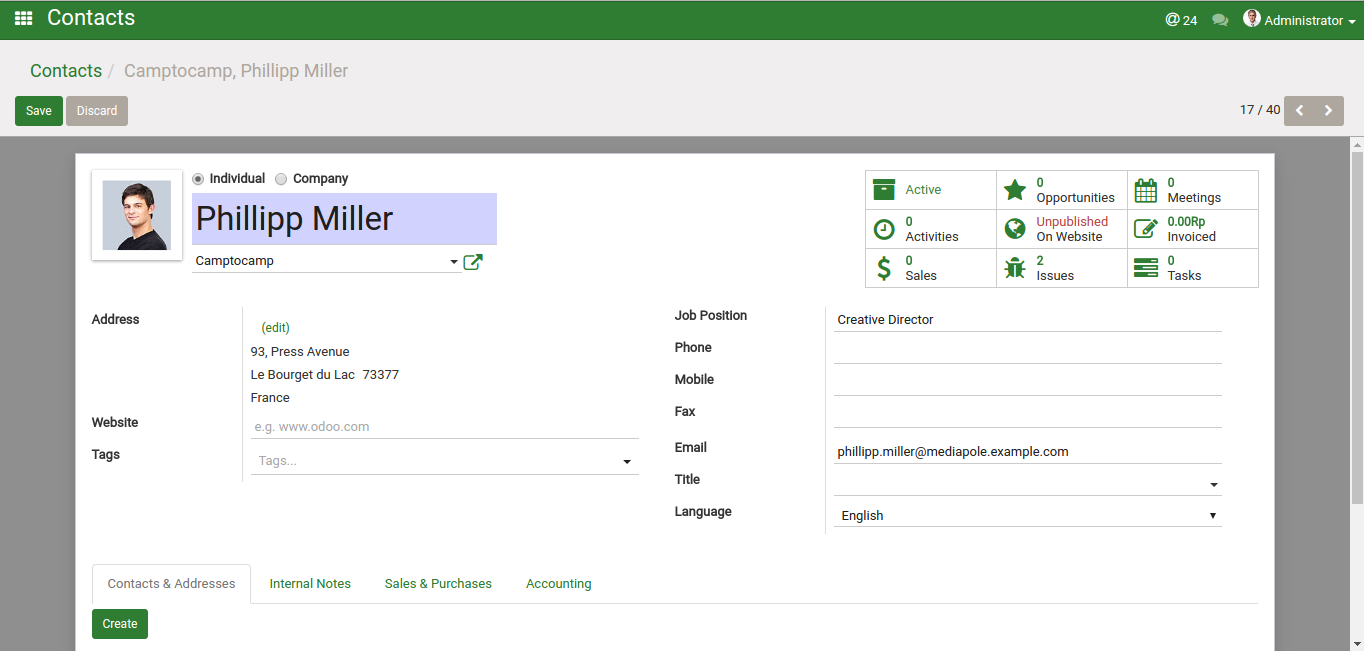 Contacts
@ 24
Administrator
Contacts / Camptocamp, Phillipp Miller
Save Discard
17 / 40
Individual Company
Phillipp Miller
Camptocamp
Active
0 Opportunities
0 Meetings
0 Activities
Unpublished On Website
0.00Rp Invoiced
0 Sales
2 Issues
0 Tasks
Address
(edit)
93, Press Avenue
Le Bourget du Lac 73377
France
Website e.g. www.odoo.com
Tags Tags...
Job Position Creative Director
Phone
Mobile
Fax
Email phillipp.miller@mediapole.example.com
Title
Language English
Contacts & Addresses Internal Notes Sales & Purchases Accounting
Create